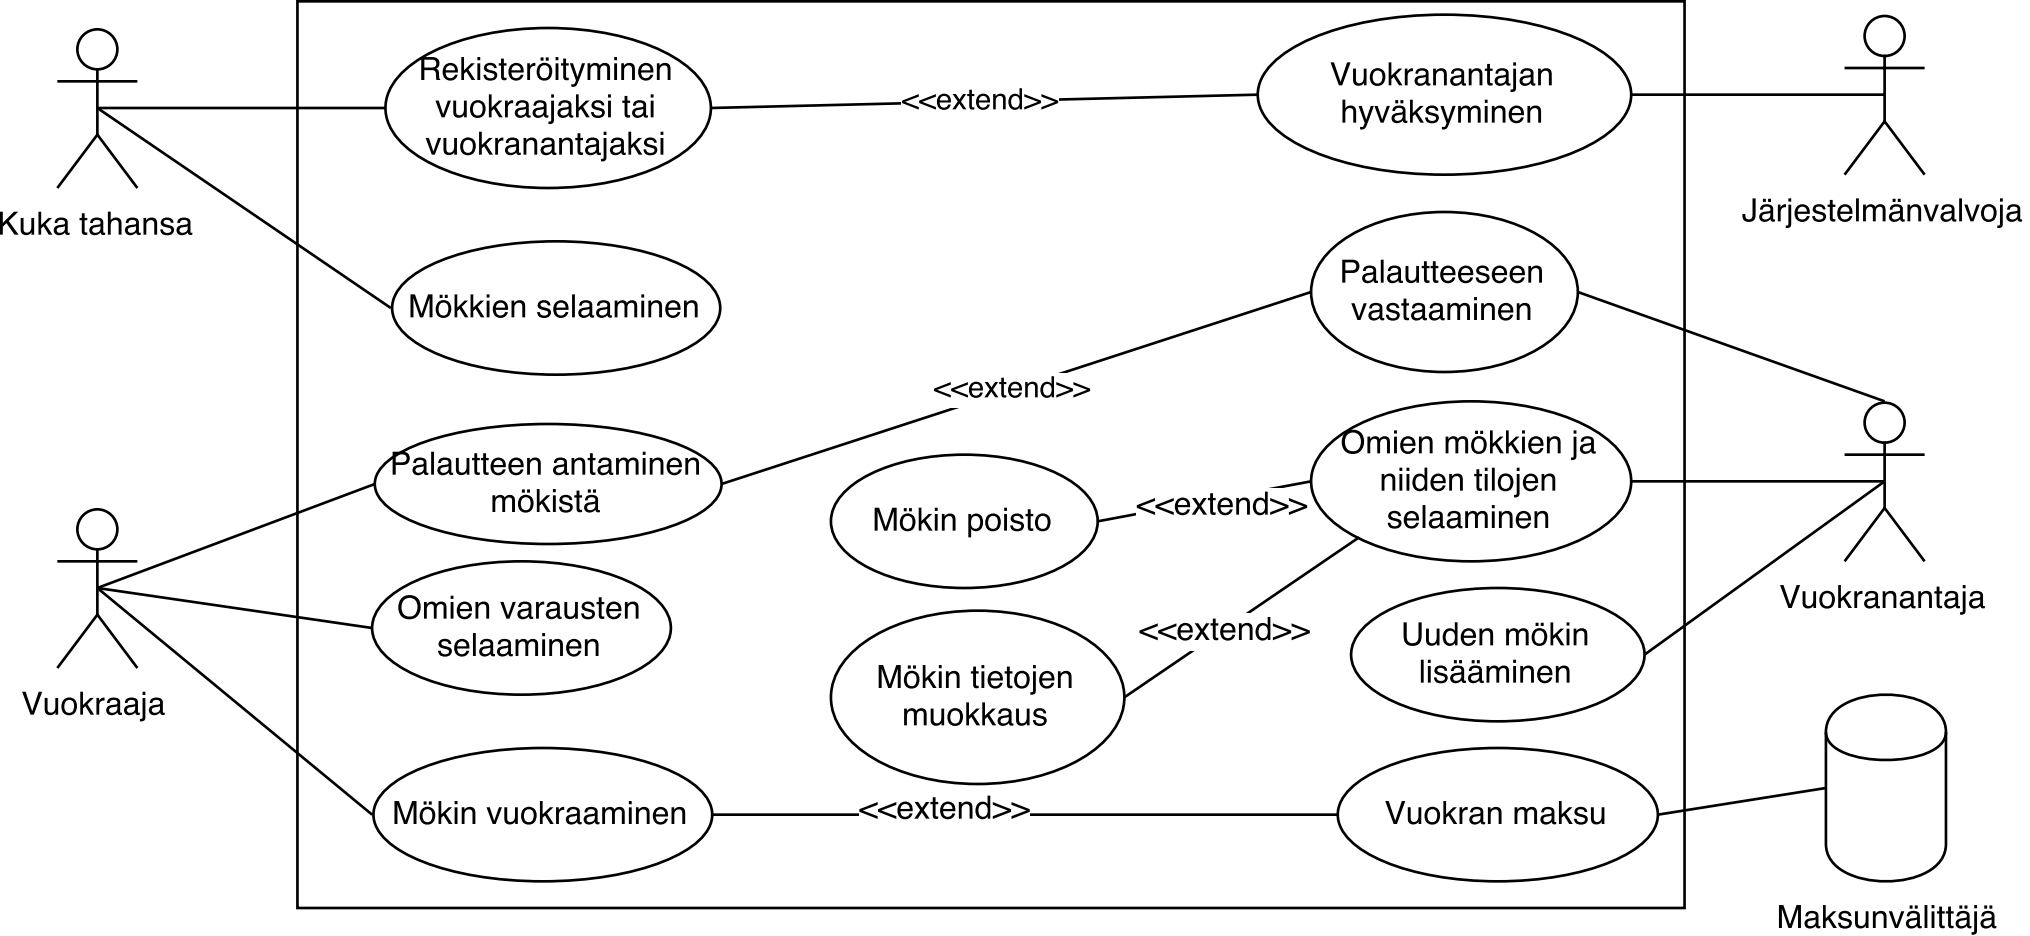 Rekisteröityminen
vuokraajaksi tai
vuokranantajaksi
<<extend>>
Vuokranantajan
hyväksyminen
Kuka tahansa
Järjestelmänvalvoja
Mökkien selaaminen
Palautteeseen
vastaaminen
<<extend>>
Palautteen antaminen
mökistä
Mökin poisto
<<extend>>
Omien mökkien ja
niiden tilojen
selaaminen
Vuokraaja
Omien varausten
selaaminen
Mökin tietojen
muokkaus
<<extend>>
Uuden mökin
lisääminen
Vuokranantaja
Mökin vuokraaminen
<<extend>>
Vuokran maksu
Maksunvälittäjä